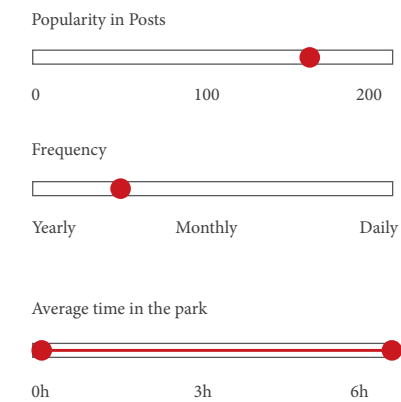 Popularity in Posts
0 100 200
Frequency
Yearly Monthly Daily
Average time in the park
0h 3h 6h